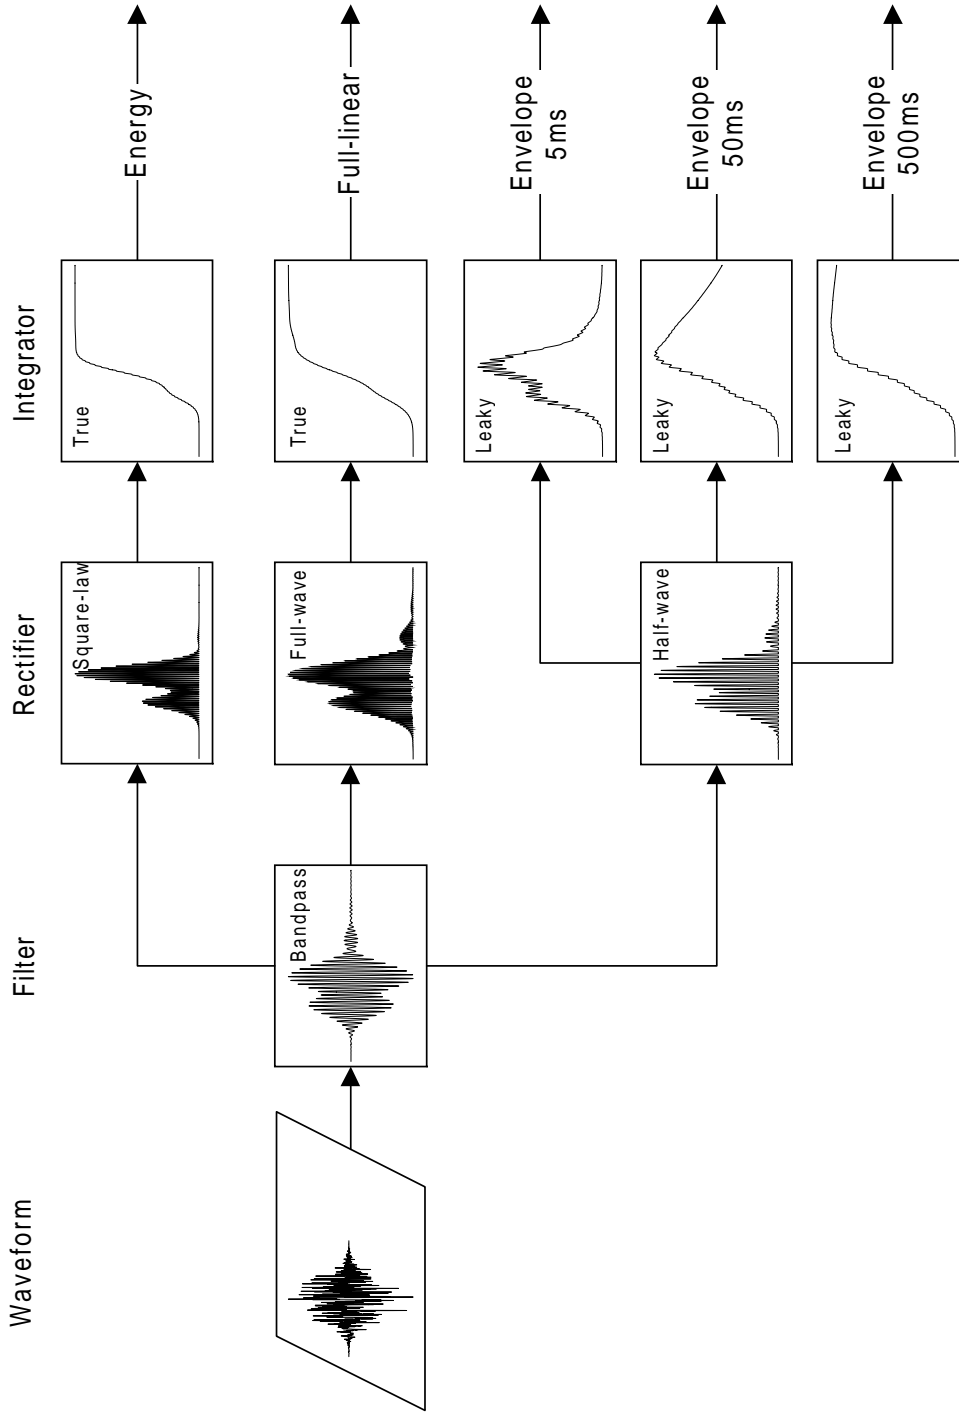 Waveform
Filter
Rectifier
Integrator
Bandpass
Square-law
True
Energy
Full-wave
True
Full-linear
Half-wave
Leaky
Envelope
5ms
Leaky
Envelope
50ms
Leaky
Envelope
500ms